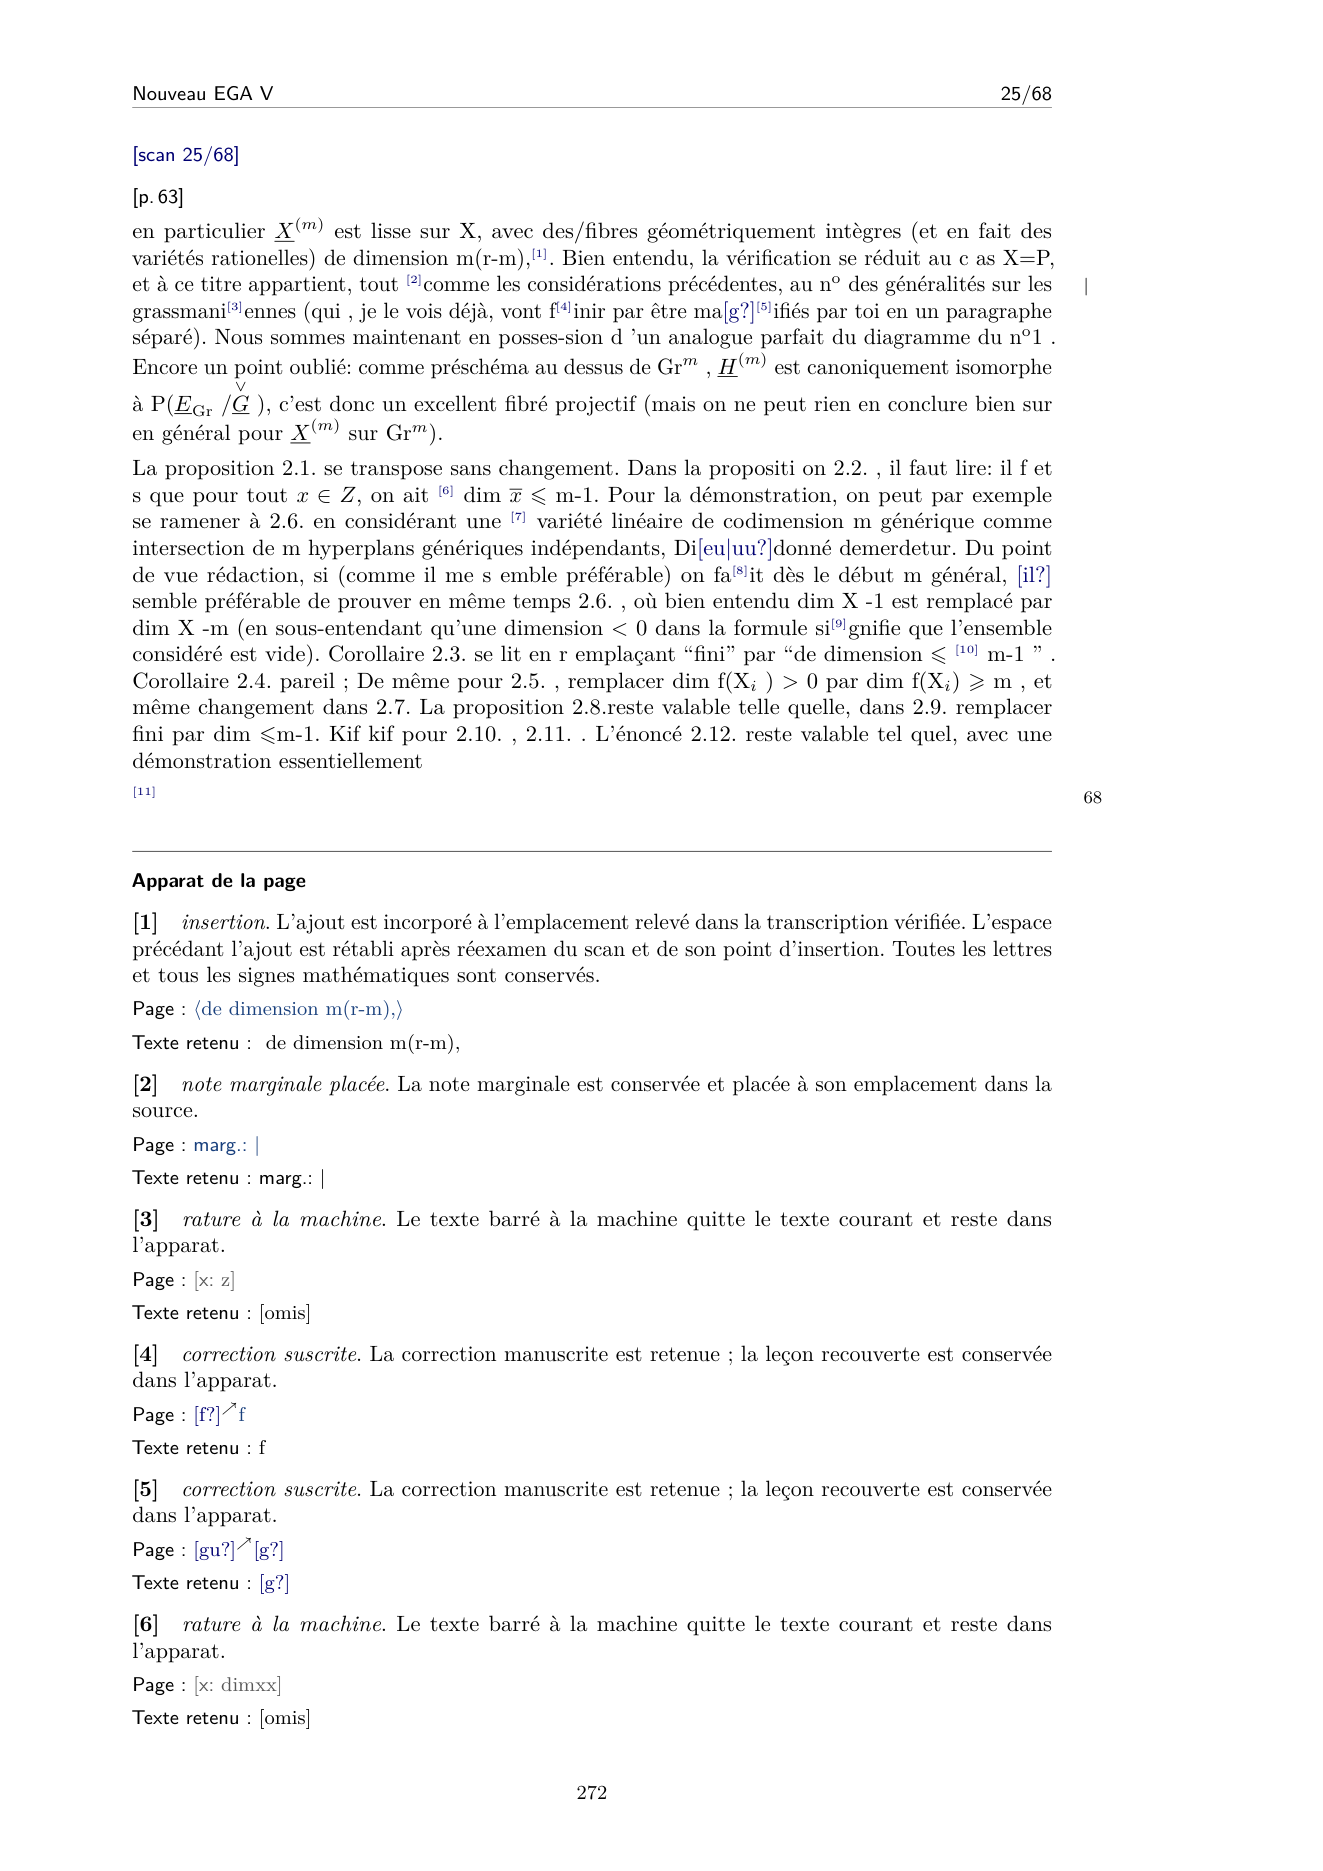 Nouveau EGA V 25/68
[scan 25/68]
[p. 63]
en particulier X^(m) est lisse sur X, avec des/fibres géométriquement intègres (et en fait des
variétés rationelles) de dimension m(r-m),[1]. Bien entendu, la vérification se réduit au c as X=P,
et à ce titre appartient, tout [2]comme les considérations précédentes, au nº des généralités sur les |
grassmani[3]ennes (qui , je le vois déjà, vont f[4]inir par être ma[g?][5]ifiés par toi en un paragraphe
séparé). Nous sommes maintenant en posses-sion d 'un analogue parfait du diagramme du nº1 .
Encore un point oublié: comme préschéma au dessus de Gr^m , H^(m) est canoniquement isomorphe
à P(E_Gr /Ǧ ), c'est donc un excellent fibré projectif (mais on ne peut rien en conclure bien sur
en général pour X^(m) sur Gr^m).
La proposition 2.1. se transpose sans changement. Dans la propositi on 2.2. , il faut lire: il f et
s que pour tout x ∈ Z, on ait [6] dim x̄ ⩽ m-1. Pour la démonstration, on peut par exemple
se ramener à 2.6. en considérant une [7] variété linéaire de codimension m générique comme
intersection de m hyperplans génériques indépendants, Di[eu|uu?]donné demerdetur. Du point
de vue rédaction, si (comme il me s emble préférable) on fa[8]it dès le début m général, [il?]
semble préférable de prouver en même temps 2.6. , où bien entendu dim X -1 est remplacé par
dim X -m (en sous-entendant qu'une dimension < 0 dans la formule si[9]gnifie que l'ensemble
considéré est vide). Corollaire 2.3. se lit en r emplaçant “fini” par “de dimension ⩽ [10] m-1 ” .
Corollaire 2.4. pareil ; De même pour 2.5. , remplacer dim f(X_i ) > 0 par dim f(X_i) ⩾ m , et
même changement dans 2.7. La proposition 2.8.reste valable telle quelle, dans 2.9. remplacer
fini par dim ⩽m-1. Kif kif pour 2.10. , 2.11. . L'énoncé 2.12. reste valable tel quel, avec une
démonstration essentiellement
[11] 68
Apparat de la page
[1] insertion. L'ajout est incorporé à l'emplacement relevé dans la transcription vérifiée. L'espace
précédant l'ajout est rétabli après réexamen du scan et de son point d'insertion. Toutes les lettres
et tous les signes mathématiques sont conservés.
Page : ⟨de dimension m(r-m),⟩
Texte retenu : de dimension m(r-m),
[2] note marginale placée. La note marginale est conservée et placée à son emplacement dans la
source.
Page : marg.: |
Texte retenu : marg.: |
[3] rature à la machine. Le texte barré à la machine quitte le texte courant et reste dans
l'apparat.
Page : [x: z]
Texte retenu : [omis]
[4] correction suscrite. La correction manuscrite est retenue ; la leçon recouverte est conservée
dans l'apparat.
Page : [f?]↗f
Texte retenu : f
[5] correction suscrite. La correction manuscrite est retenue ; la leçon recouverte est conservée
dans l'apparat.
Page : [gu?]↗[g?]
Texte retenu : [g?]
[6] rature à la machine. Le texte barré à la machine quitte le texte courant et reste dans
l'apparat.
Page : [x: dimxx]
Texte retenu : [omis]
272